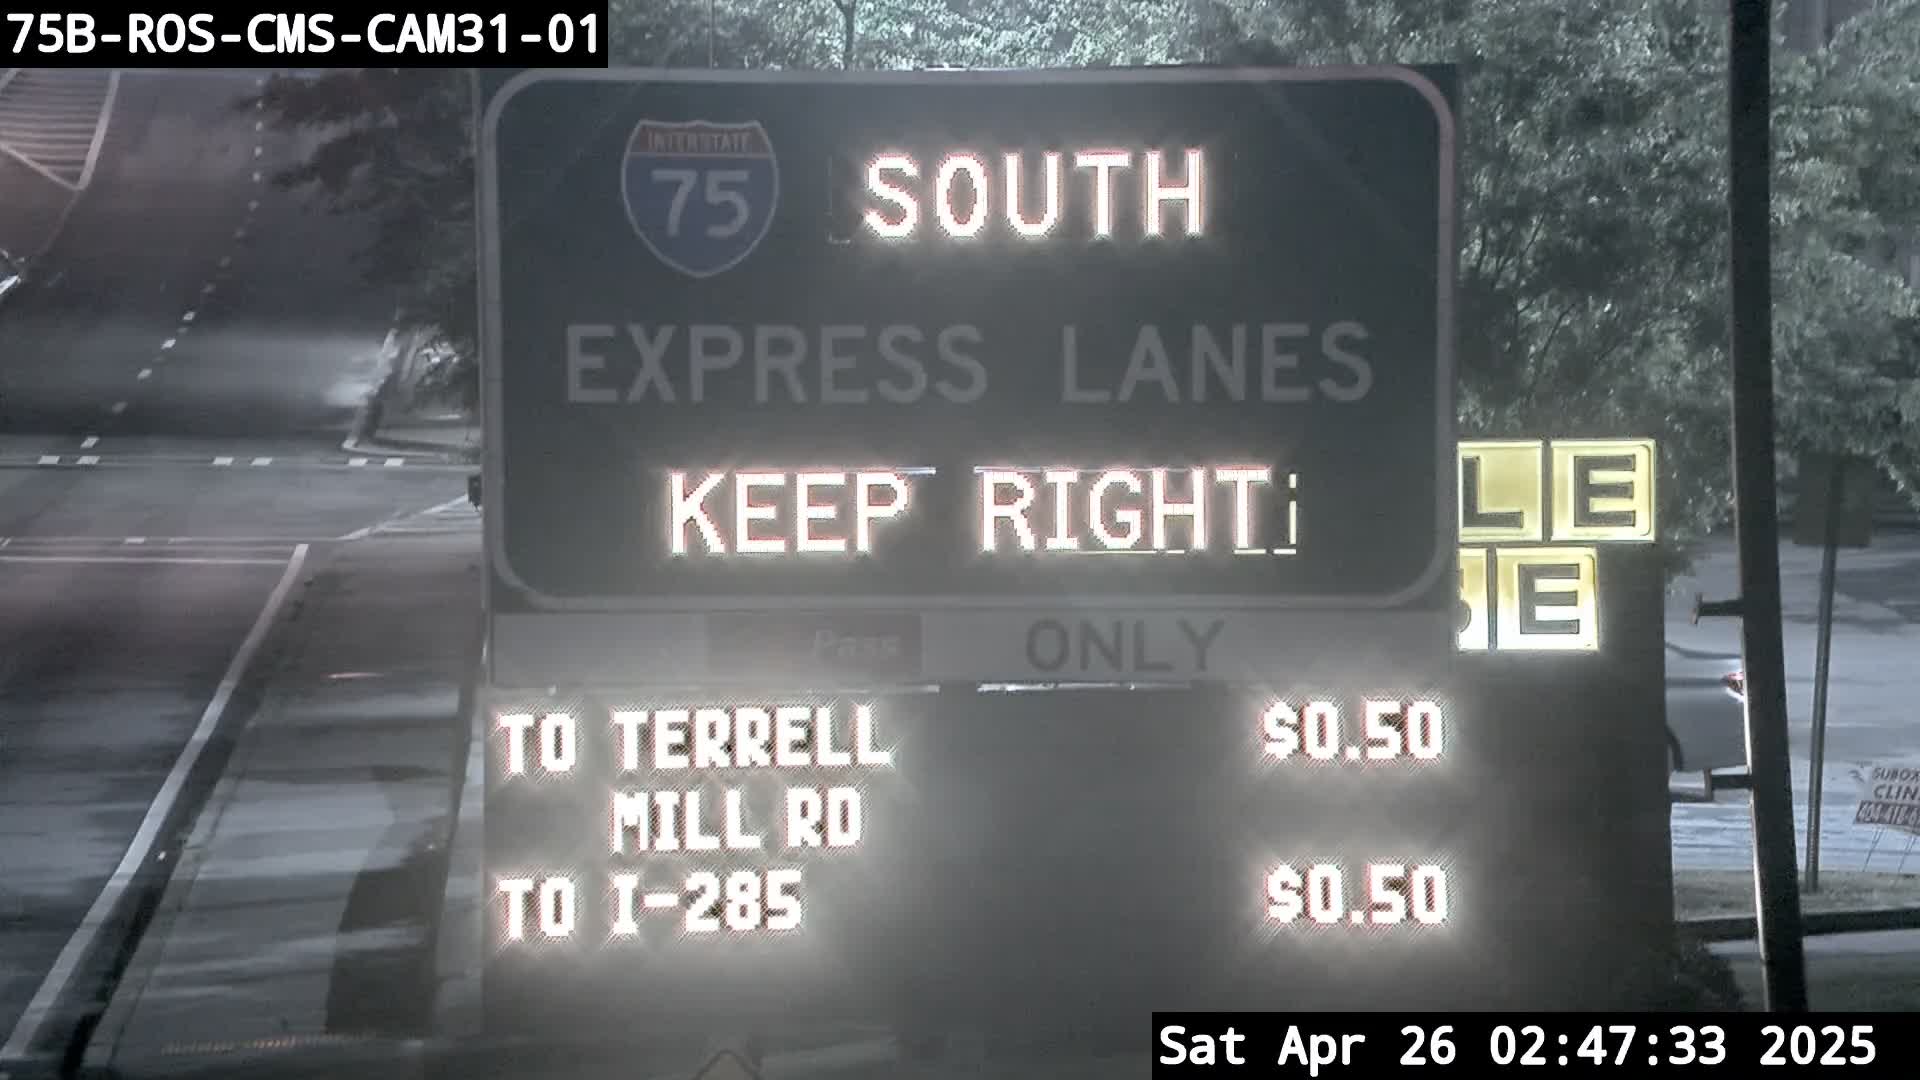 75B-ROS-CMS-CAM31-01
INTERSTATE
75
SOUTH
EXPRESS LANES
KEEP RIGHT
LE
E
Pass ONLY
TO TERRELL $0.50
MILL RD
TO I-285 $0.50
CLIN
Sat Apr 26 02:47:33 2025